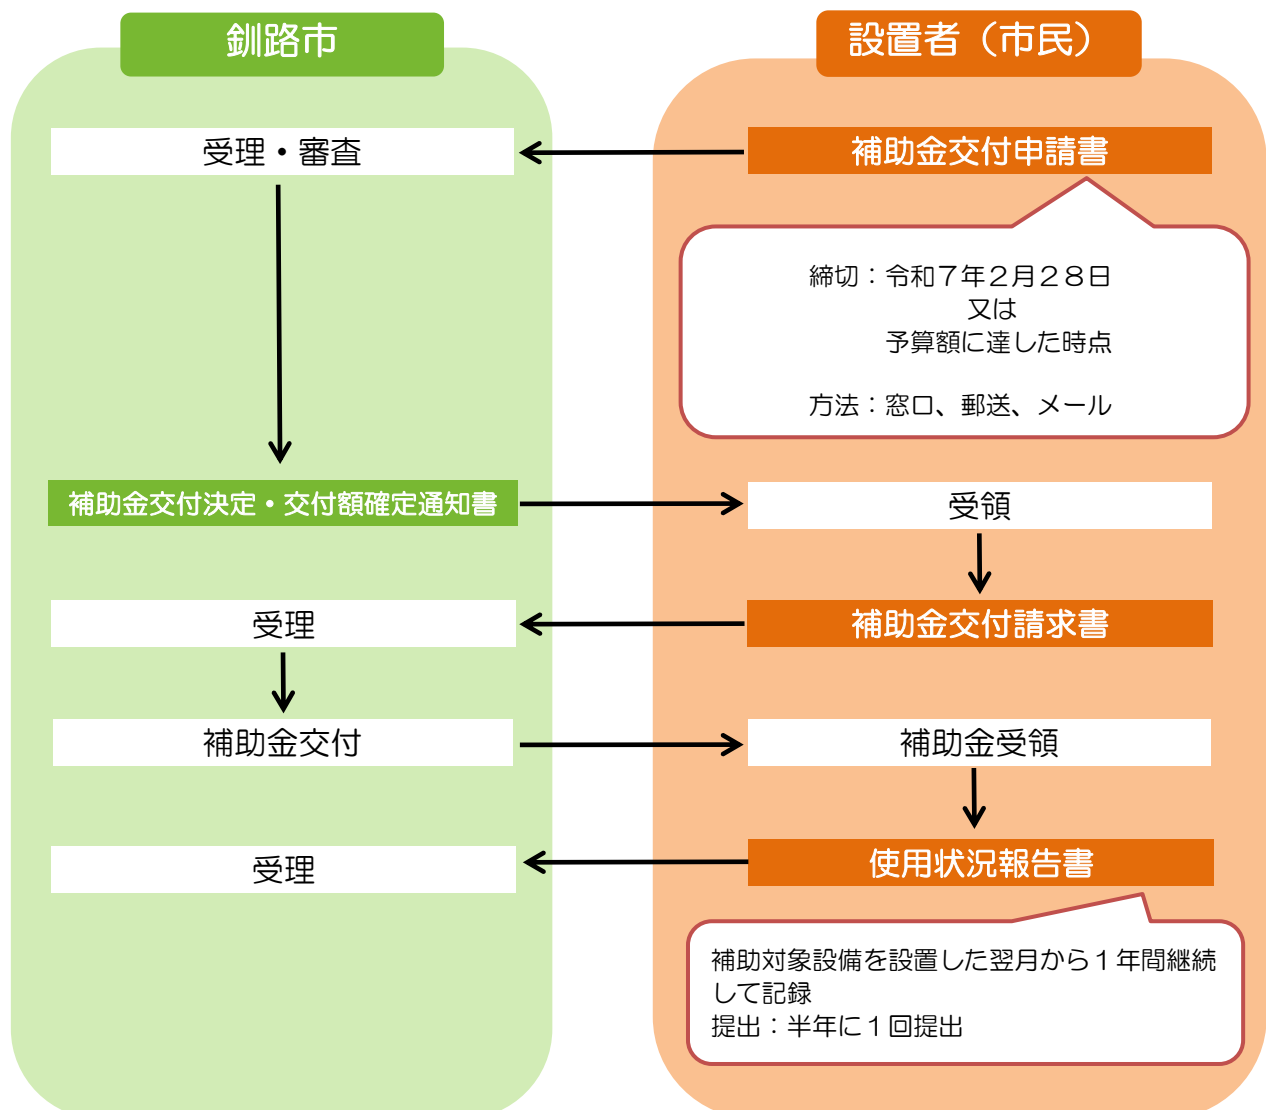 釧路市
設置者（市民）
受理・審査
補助金交付申請書
締切：令和７年２月２８日
又は
予算額に達した時点
方法：窓口、郵送、メール
補助金交付決定・交付額確定通知書
受領
受理
補助金交付請求書
補助金交付
補助金受領
受理
使用状況報告書
補助対象設備を設置した翌月から１年間継続
して記録
提出：半年に１回提出